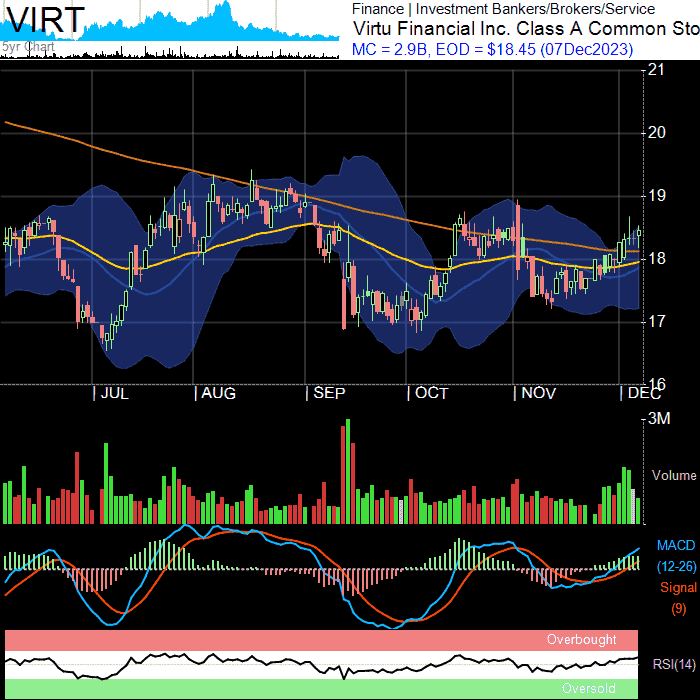 VIRT
Finance | Investment Bankers/Brokers/Service
Virtu Financial Inc. Class A Common Sto
5yr Chart
MC = 2.9B, EOD = $18.45 (07Dec2023)
21
20
19
18
17
16
| JUL | AUG | SEP | OCT | NOV | DEC
3M
Volume
MACD
(12-26)
Signal
(9)
Overbought
RSI(14)
Oversold